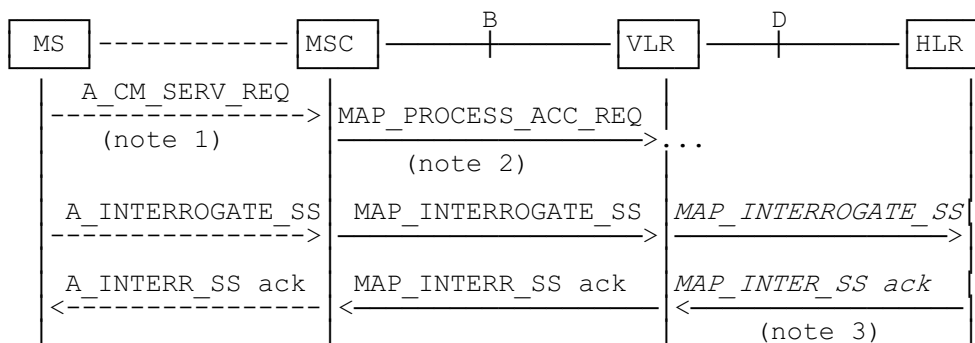 B D
MS MSC VLR HLR
A_CM_SERV_REQ
MAP_PROCESS_ACC_REQ
(note 1) ...
(note 2)
A_INTERROGATE_SS MAP_INTERROGATE_SS MAP_INTERROGATE_SS
A_INTERR_SS ack MAP_INTERR_SS ack MAP_INTER_SS ack
(note 3)